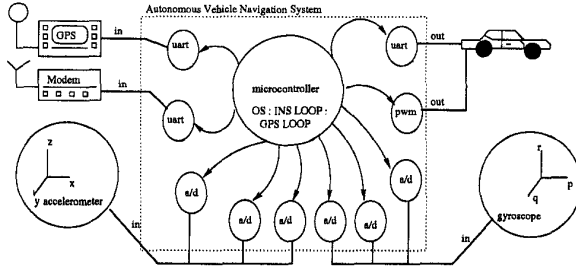 Autonomous Vehicle Navigation System
GPS
in
uart
uart
out
Modem
in
microcontroller
OS : INS LOOP :
GPS LOOP
uart
pwm
out
z
x
y accelerometer
a/d
a/d
a/d
a/d
a/d
a/d
in
r
p
q
gyroscope
in